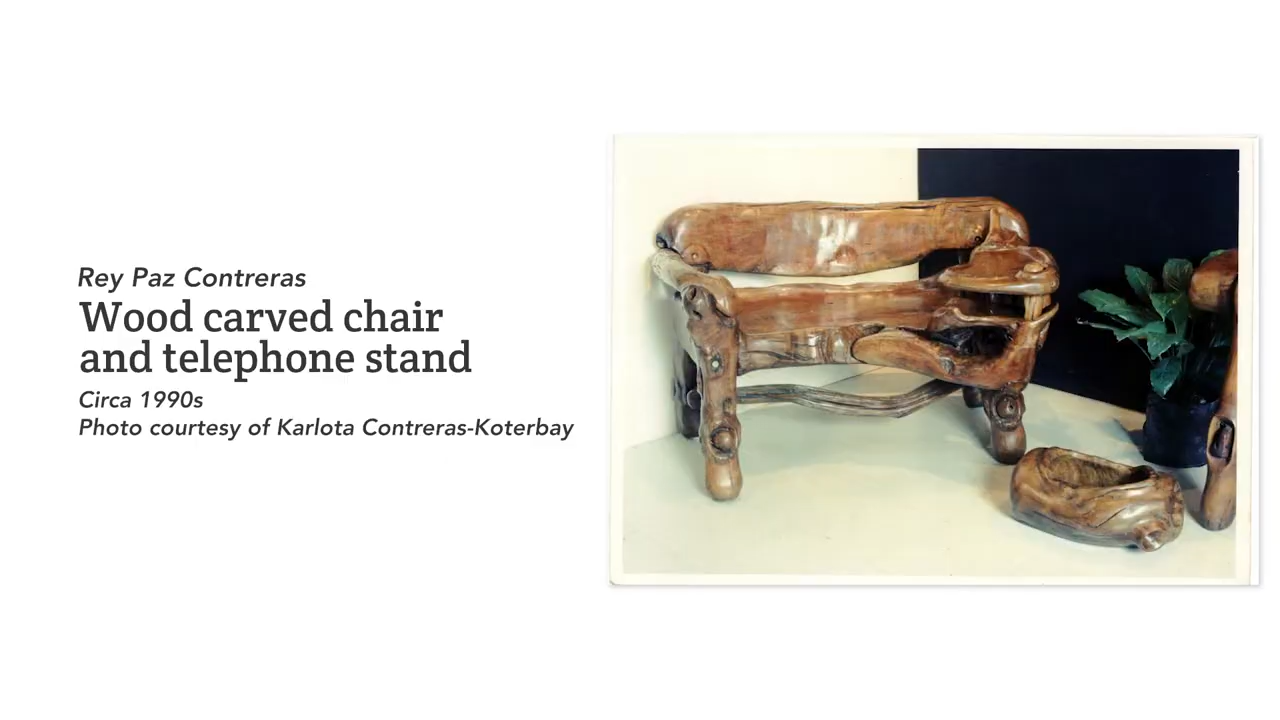 Rey Paz Contreras
Wood carved chair
and telephone stand
Circa 1990s
Photo courtesy of Karlota Contreras-Koterbay